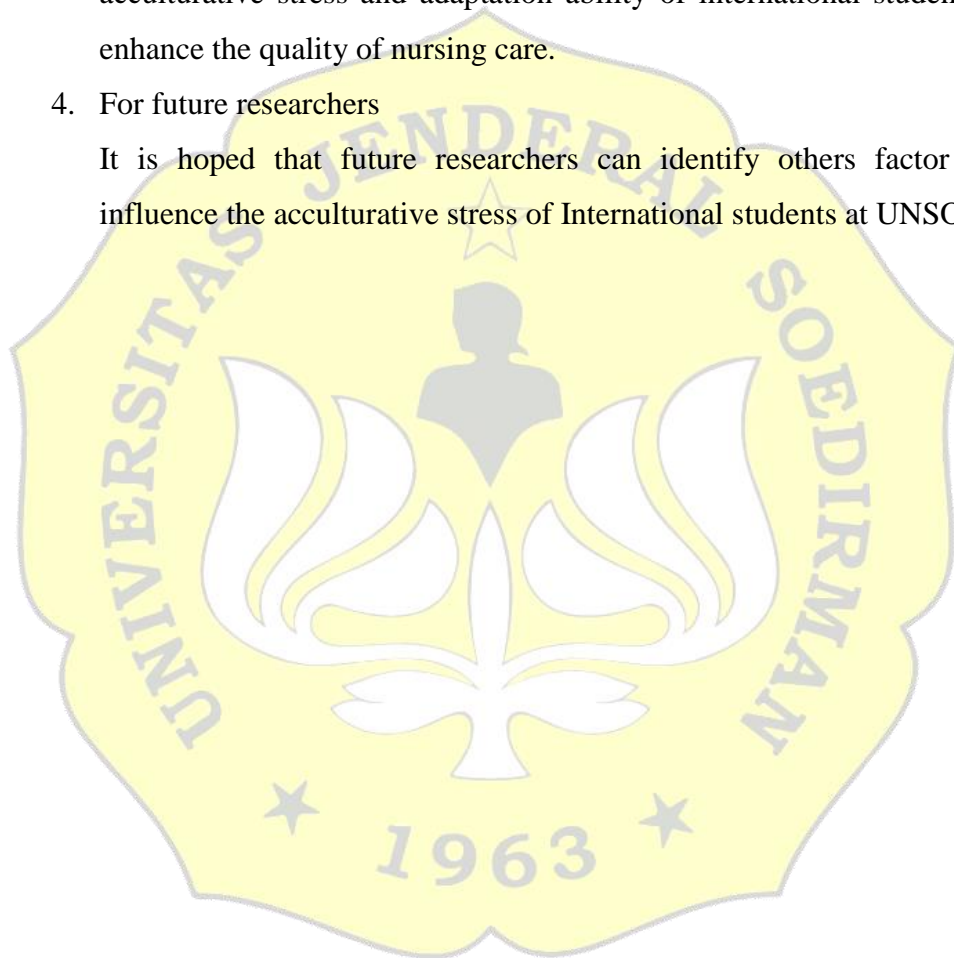 acculturative stress and adaptation ability of international studen
enhance the quality of nursing care.
4. For future researchers
It is hoped that future researchers can identify others factor
influence the acculturative stress of International students at UNSO
UNIVERSITAS JENDERAL SOEDIRMAN
1963